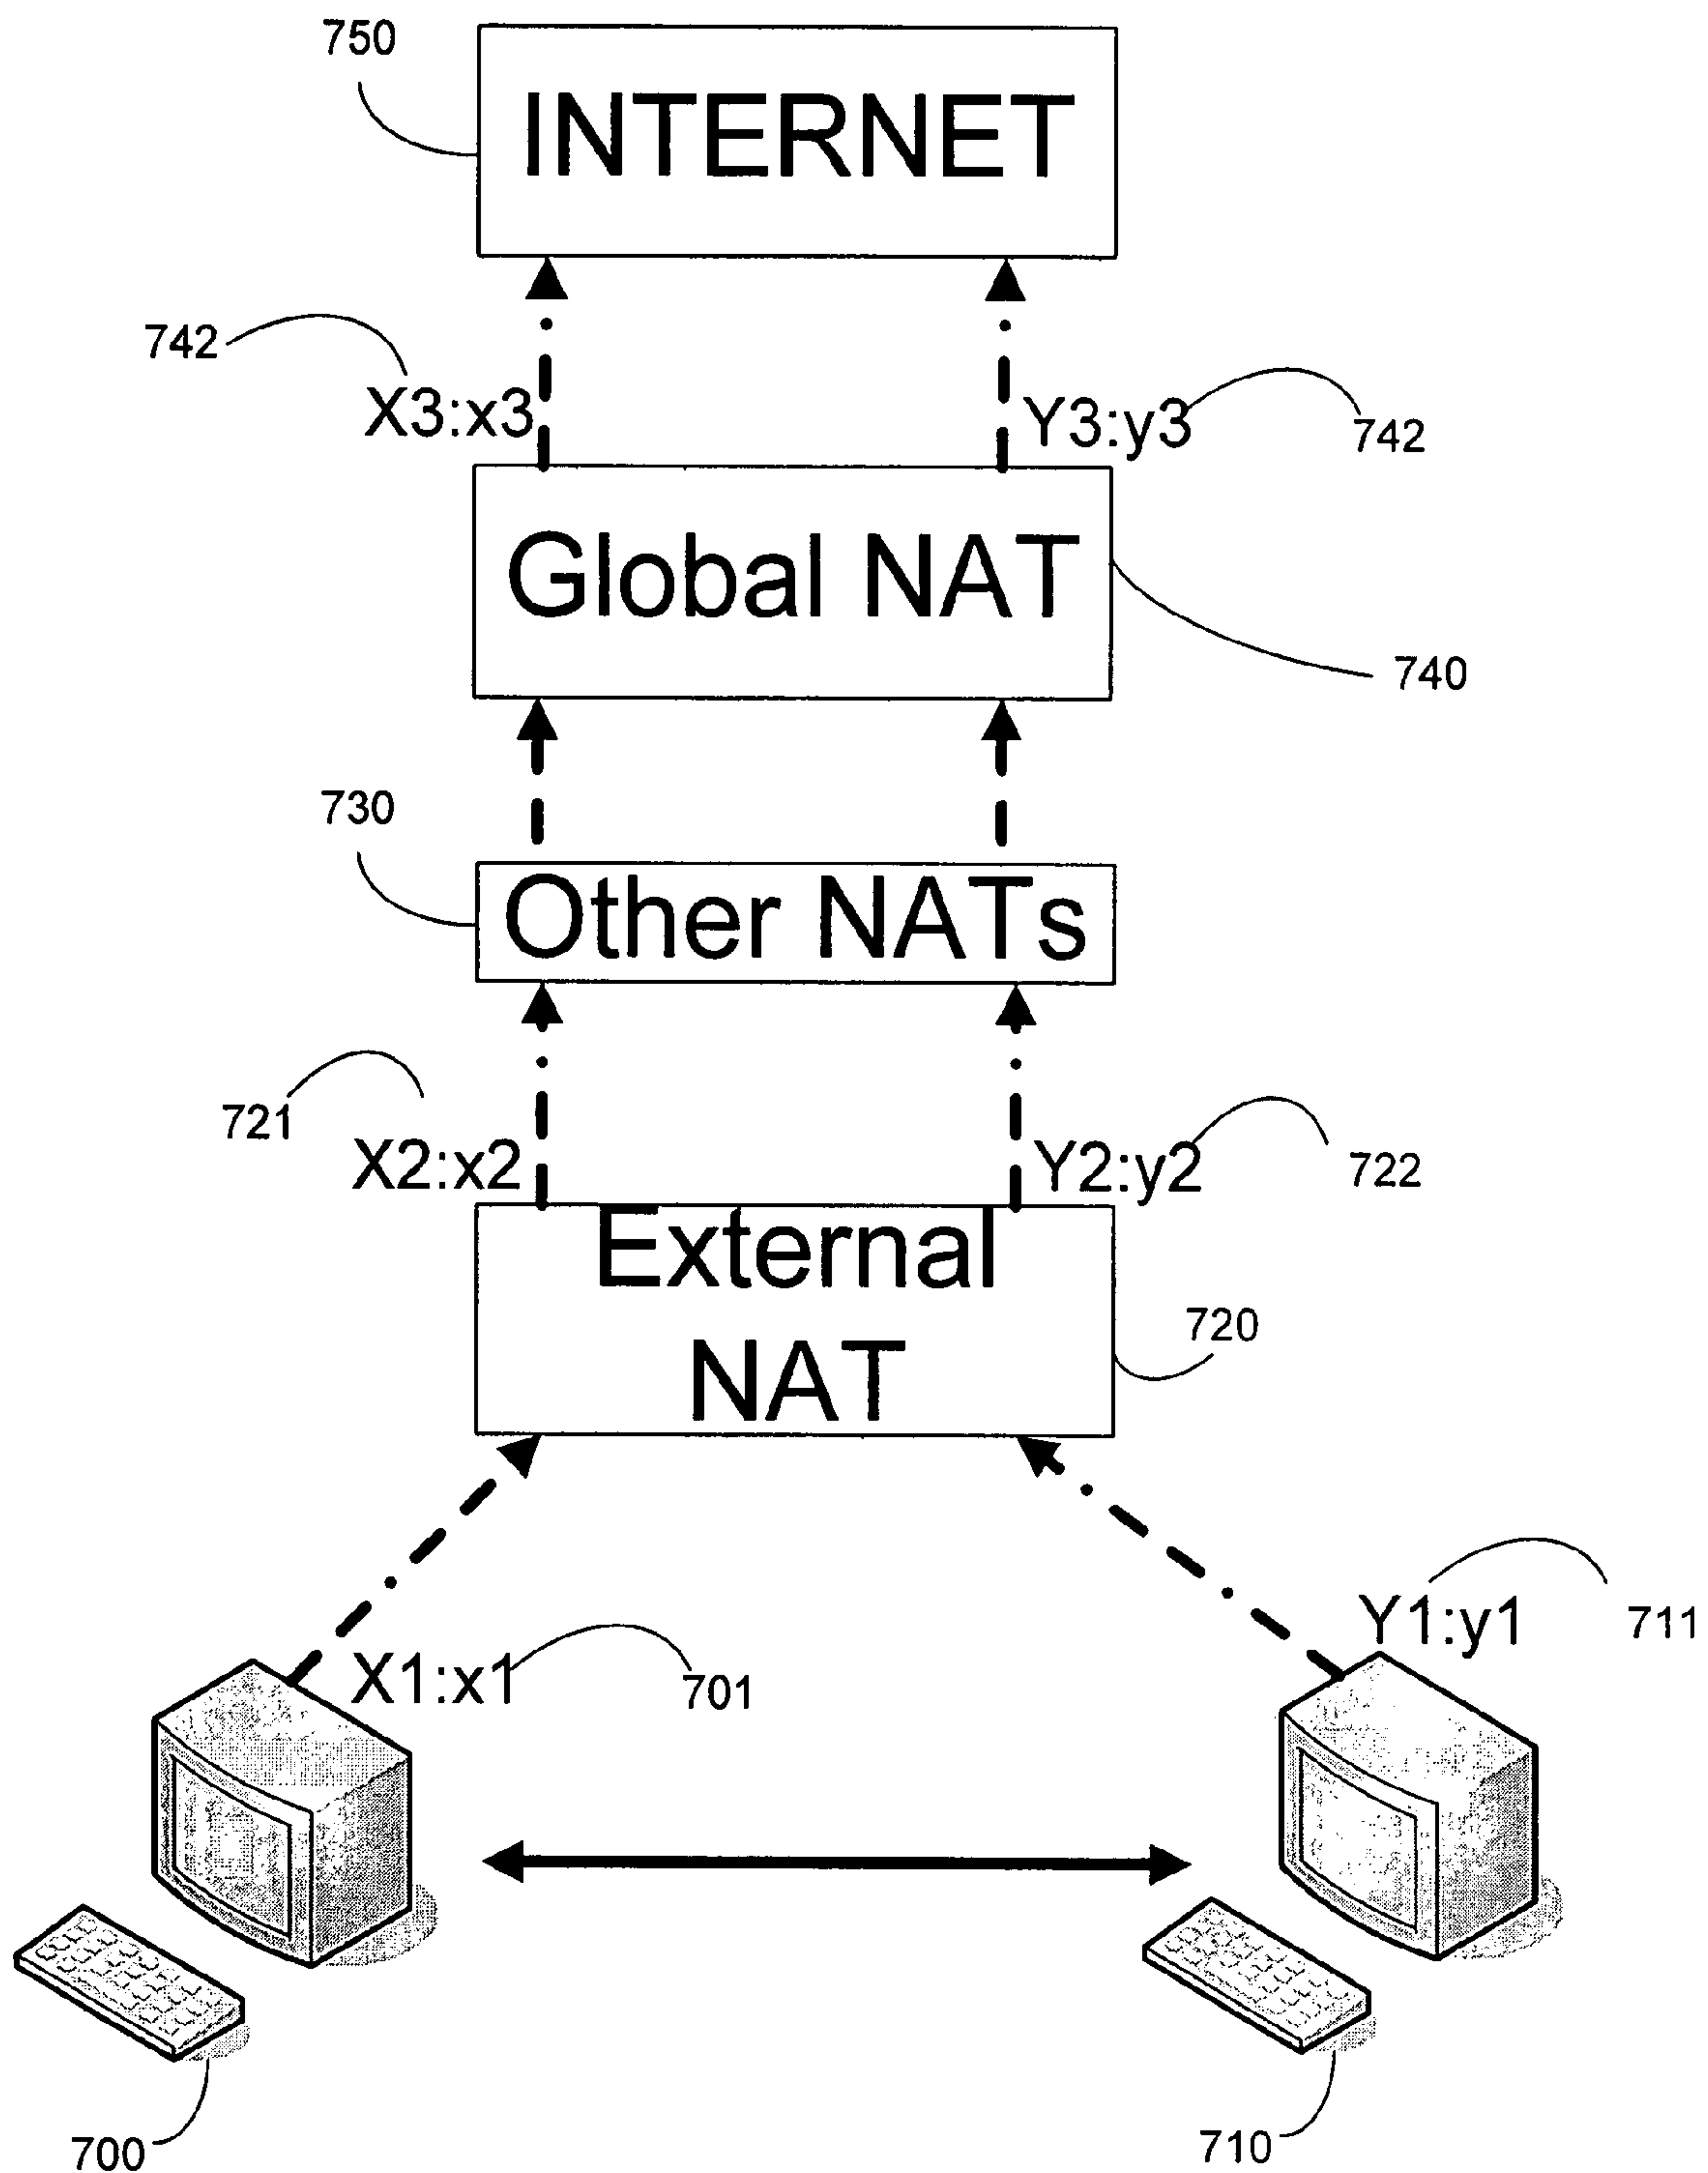 750
INTERNET
742
X3:x3
Y3:y3
742
Global NAT
740
730
Other NATs
721
X2:x2
Y2:y2
722
External
NAT
720
X1:x1
701
Y1:y1
711
700
710